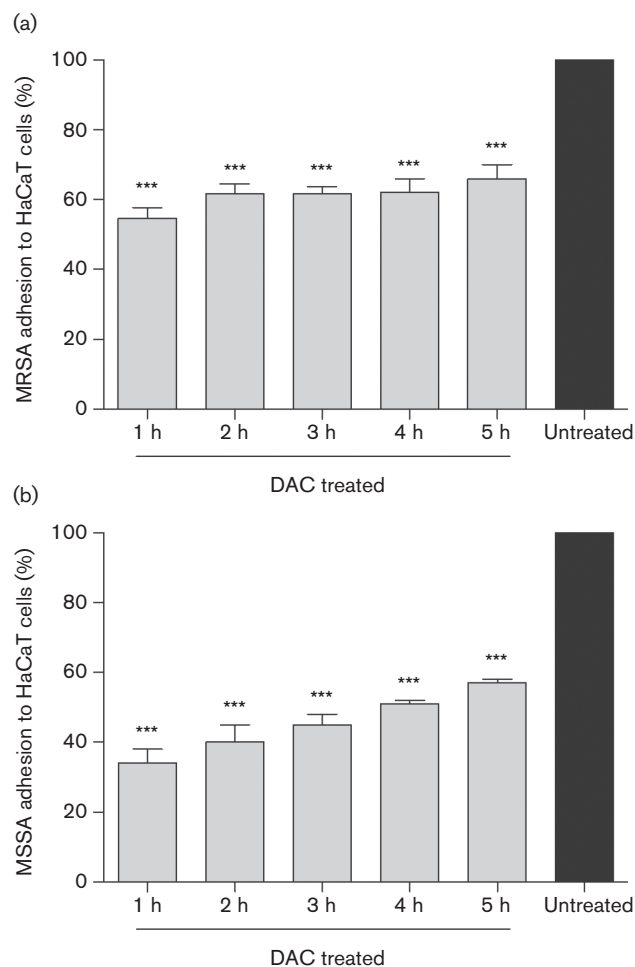 (a)
MRSA adhesion to HaCaT cells (%)
100
80
60
40
20
0
*** *** *** *** ***
1 h 2 h 3 h 4 h 5 h Untreated
DAC treated
(b)
MSSA adhesion to HaCaT cells (%)
100
80
60
40
20
0
*** *** *** *** ***
1 h 2 h 3 h 4 h 5 h Untreated
DAC treated